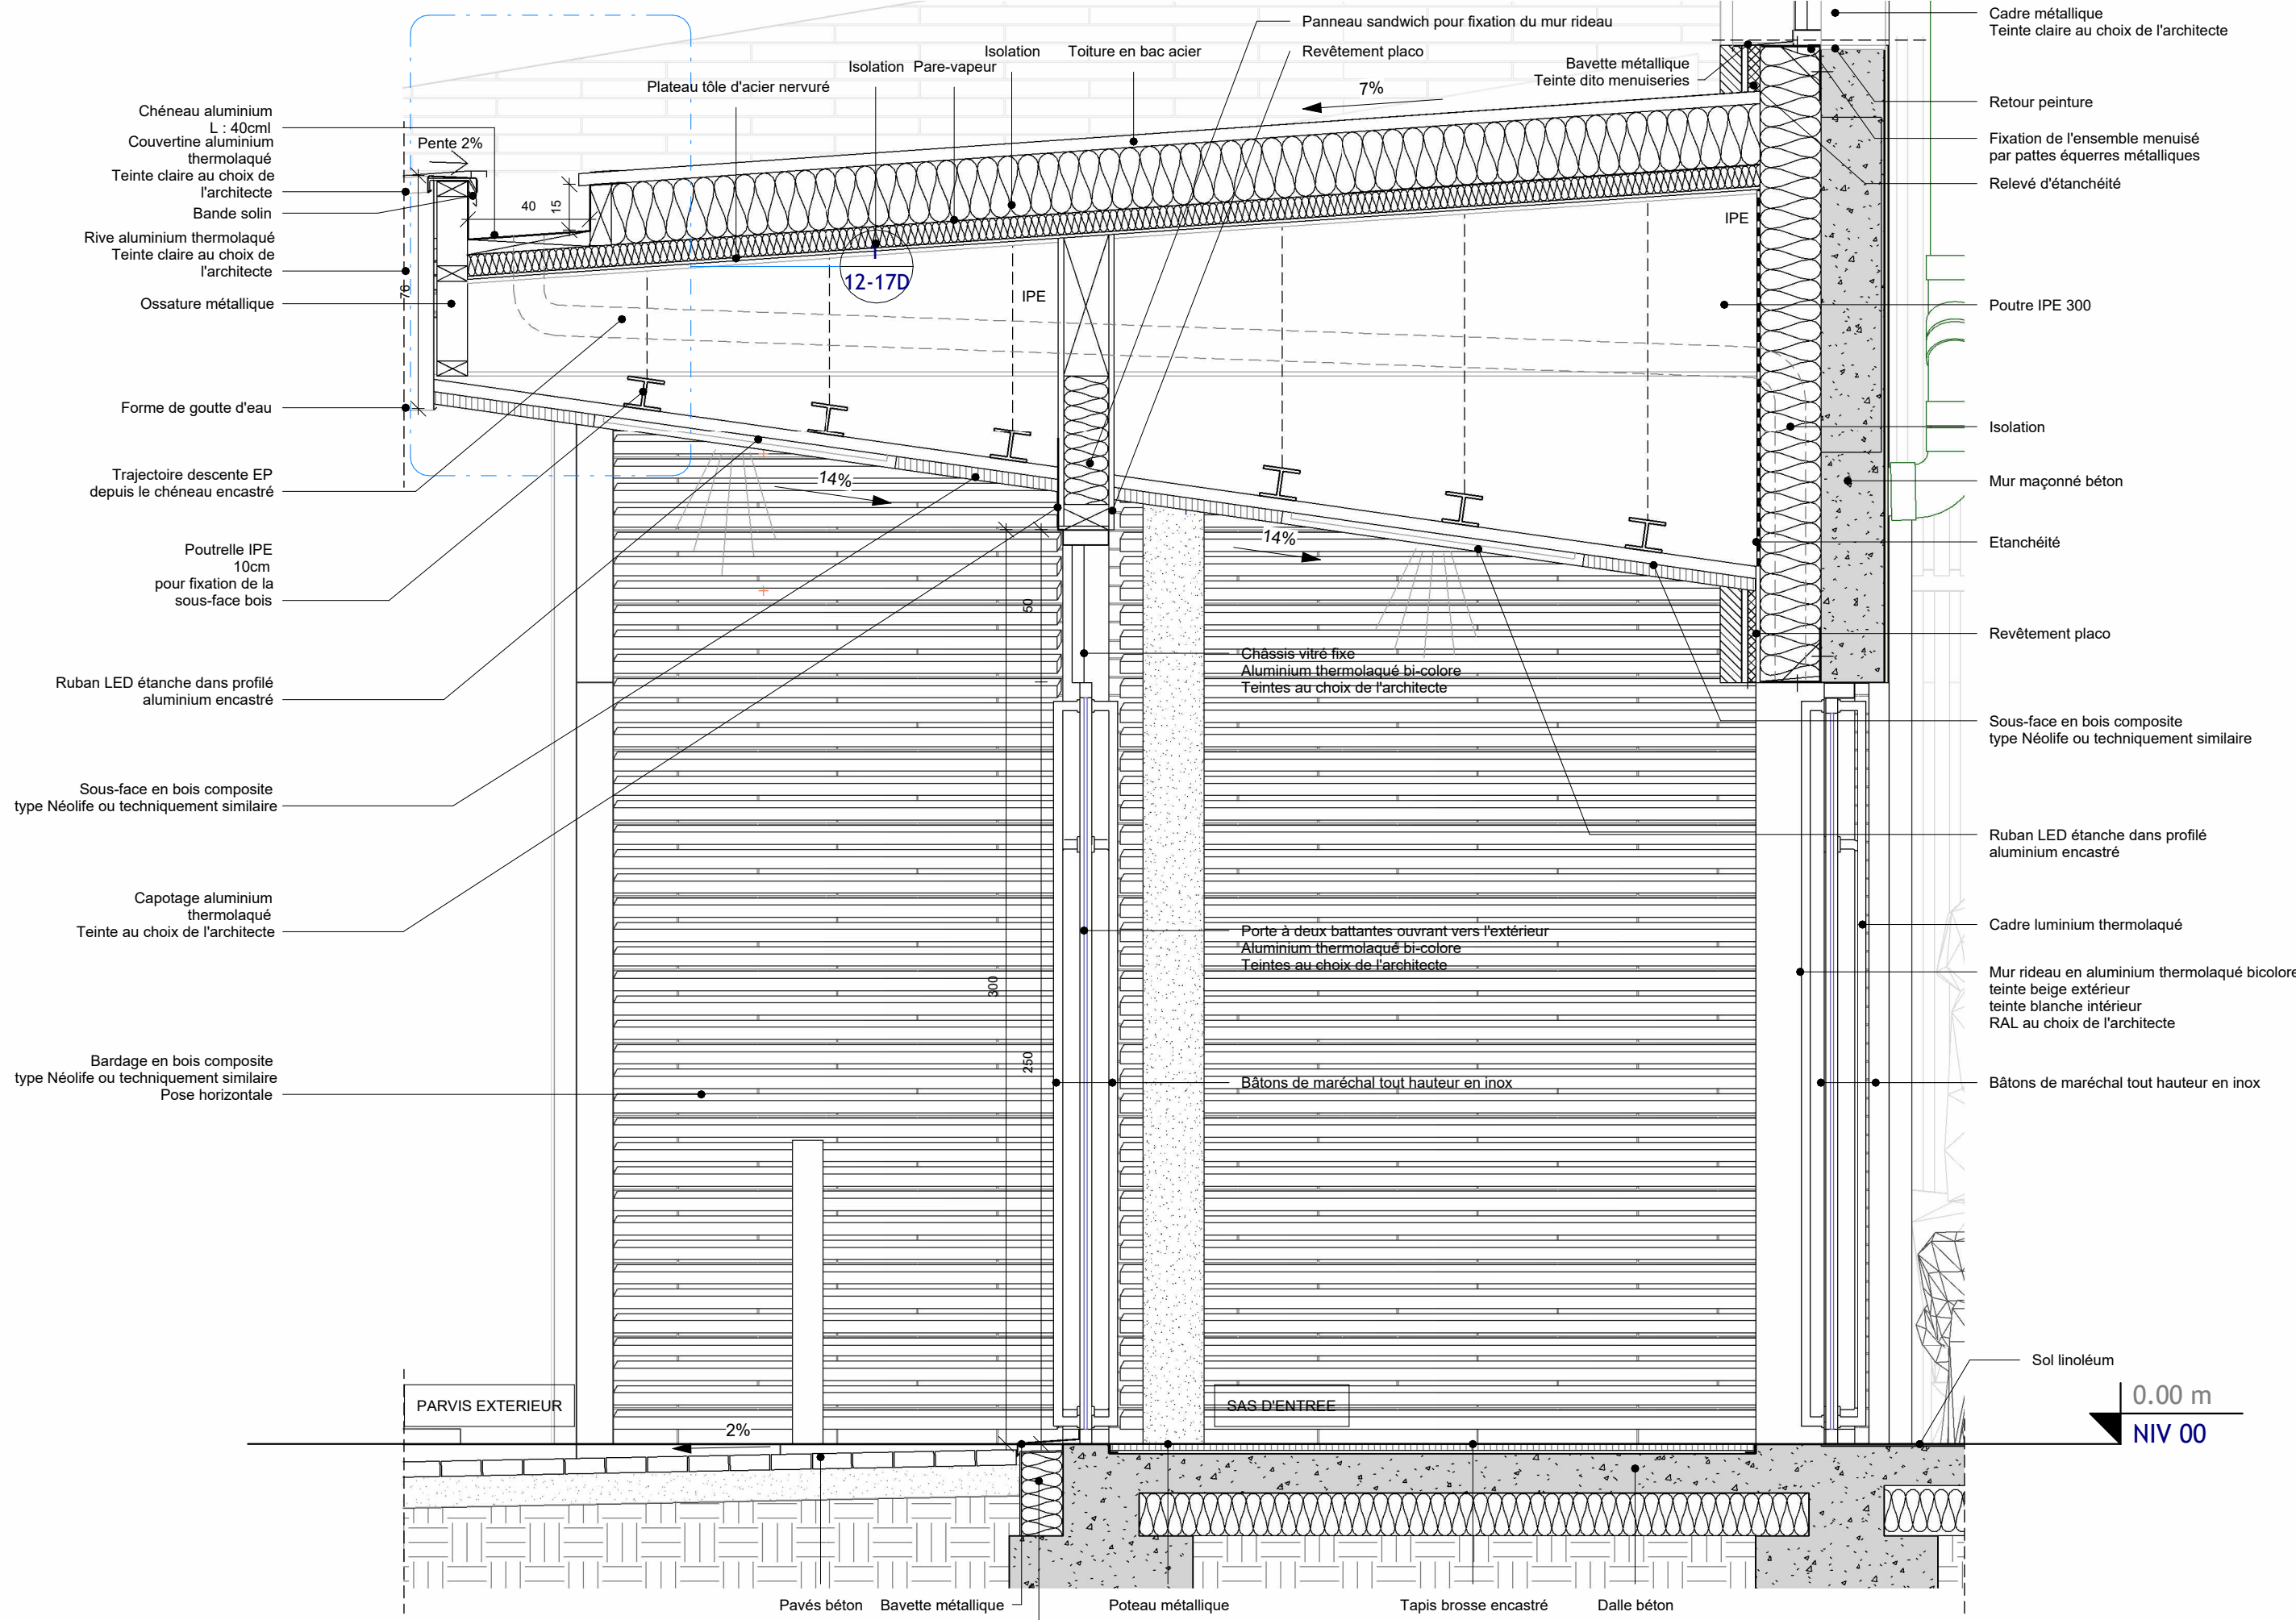 Chéneau aluminium
L : 40cml
Couvertine aluminium
thermolaqué
Teinte claire au choix de
l'architecte
Bande solin
Rive aluminium thermolaqué
Teinte claire au choix de
l'architecte
Ossature métallique
Forme de goutte d'eau
Trajectoire descente EP
depuis le chéneau encastré
Poutrelle IPE
10cm
pour fixation de la
sous-face bois
Ruban LED étanche dans profilé
aluminium encastré
Sous-face en bois composite
type Néolife ou techniquement similaire
Capotage aluminium
thermolaqué
Teinte au choix de l'architecte
Bardage en bois composite
type Néolife ou techniquement similaire
Pose horizontale
Pente 2%
Plateau tôle d'acier nervuré
Isolation
Pare-vapeur
Isolation
Toiture en bac acier
Panneau sandwich pour fixation du mur rideau
Revêtement placo
7%
Bavette métallique
Teinte dito menuiseries
40
15
76
1
12-17D
IPE
IPE
14%
14%
50
300
250
Châssis vitré fixe
Aluminium thermolaqué bi-colore
Teintes au choix de l'architecte
Porte à deux battantes ouvrant vers l'extérieur
Aluminium thermolaqué bi-colore
Teintes au choix de l'architecte
Bâtons de maréchal tout hauteur en inox
PARVIS EXTERIEUR
SAS D'ENTREE
2%
Pavés béton
Bavette métallique
Poteau métallique
Tapis brosse encastré
Dalle béton
Cadre métallique
Teinte claire au choix de l'architecte
Retour peinture
Fixation de l'ensemble menuisé
par pattes équerres métalliques
Relevé d'étanchéité
Poutre IPE 300
Isolation
Mur maçonné béton
Etanchéité
Revêtement placo
Sous-face en bois composite
type Néolife ou techniquement similaire
Ruban LED étanche dans profilé
aluminium encastré
Cadre luminium thermolaqué
Mur rideau en aluminium thermolaqué bicolore
teinte beige extérieur
teinte blanche intérieur
RAL au choix de l'architecte
Bâtons de maréchal tout hauteur en inox
Sol linoléum
0.00 m
NIV 00